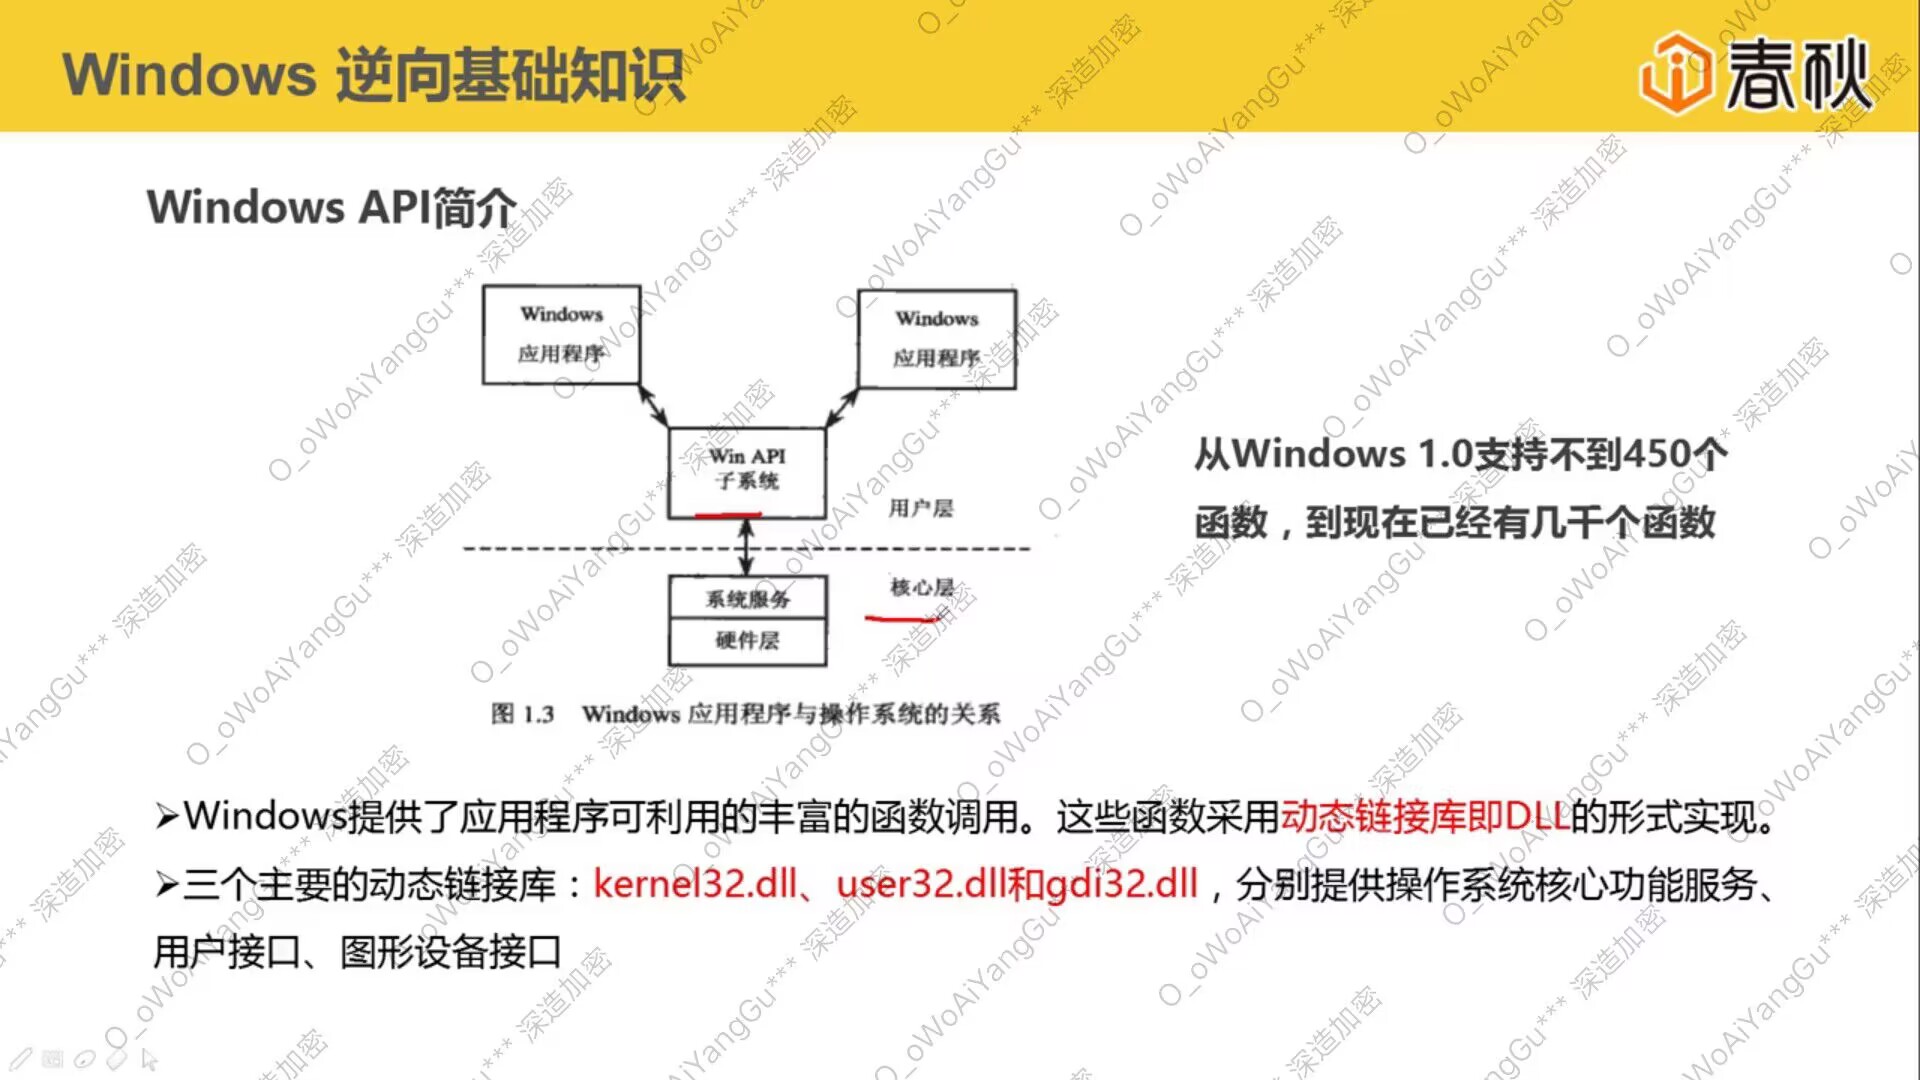 Windows 逆向基础知识
春秋
Windows API简介
Windows
应用程序
Windows
应用程序
Win API
子系统
用户层
核心层
系统服务
硬件层
图 1.3 Windows 应用程序与操作系统的关系
从Windows 1.0支持不到450个
函数，到现在已经有几千个函数
➢Windows提供了应用程序可利用的丰富的函数调用。这些函数采用动态链接库即DLL的形式实现。
➢三个主要的动态链接库：kernel32.dll、user32.dll和gdi32.dll，分别提供操作系统核心功能服务、
用户接口、图形设备接口
O_oWoAiYangGu*** 深造加密